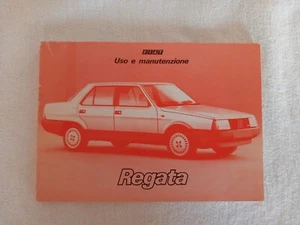 FIAT
Uso e manutenzione
Regata